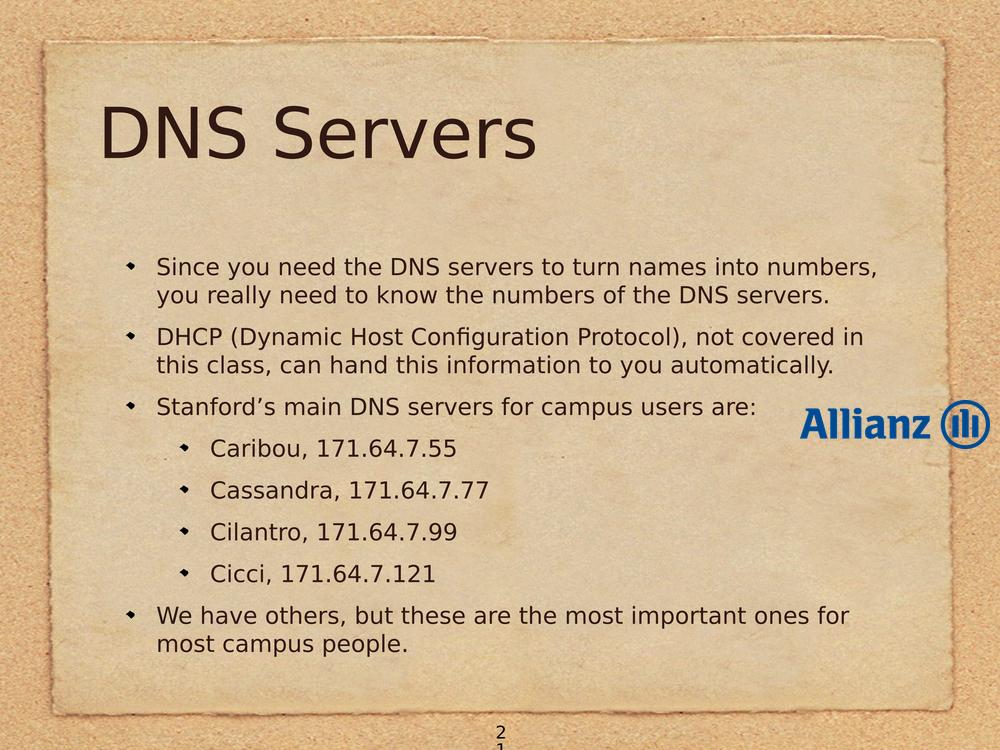 DNS Servers
Since you need the DNS servers to turn names into numbers,
you really need to know the numbers of the DNS servers.
DHCP (Dynamic Host Configuration Protocol), not covered in
this class, can hand this information to you automatically.
Stanford’s main DNS servers for campus users are:
Allianz
Caribou, 171.64.7.55
Cassandra, 171.64.7.77
Cilantro, 171.64.7.99
Cicci, 171.64.7.121
We have others, but these are the most important ones for
most campus people.
2
1